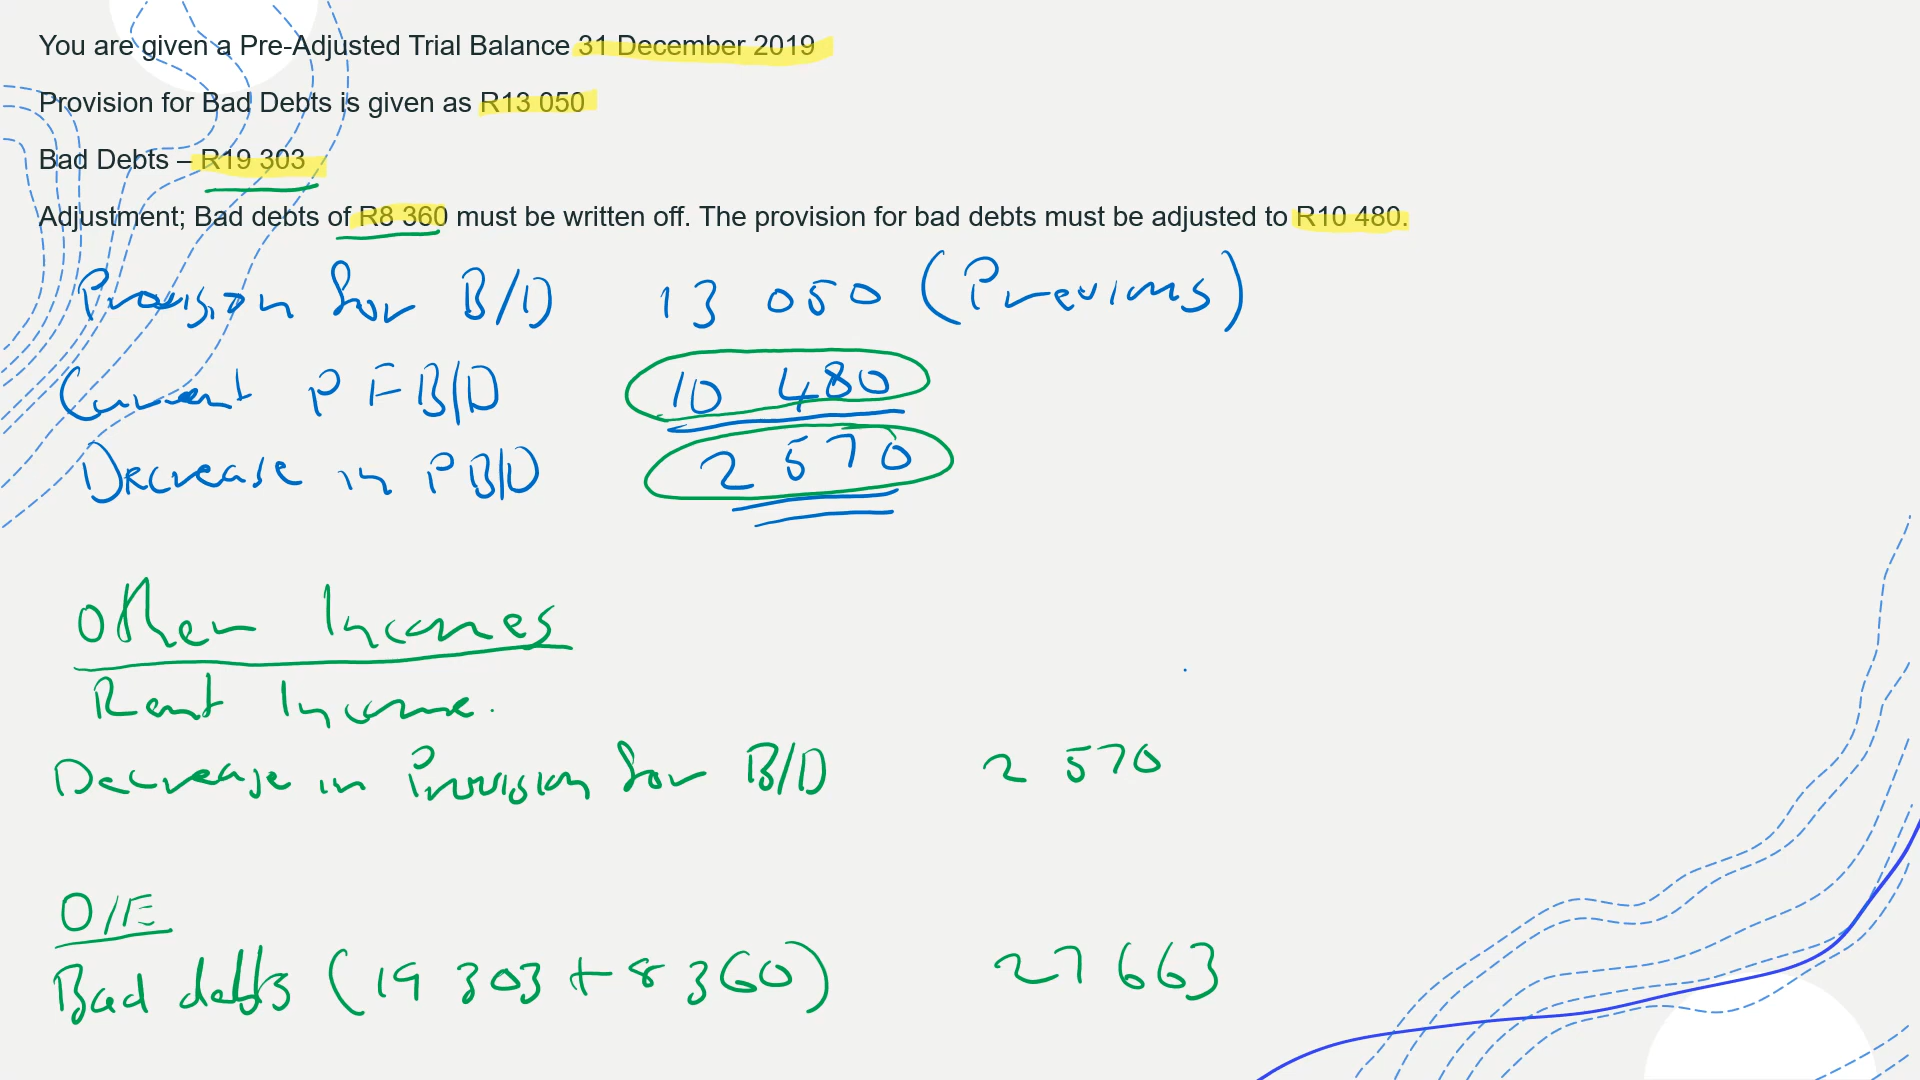 You are given a Pre-Adjusted Trial Balance 31 December 2019
Provision for Bad Debts is given as R13 050
Bad Debts – R19 303
Adjustment; Bad debts of R8 360 must be written off. The provision for bad debts must be adjusted to R10 480.
Provision for B/D 13 050 (Previous)
Current P F B/D 10 480
Decrease in P B/D 2 570
Other Incomes
Rent Income.
Decrease in Provision for B/D 2 570
O/E
Bad debts (19 303 + 8 360) 27 663